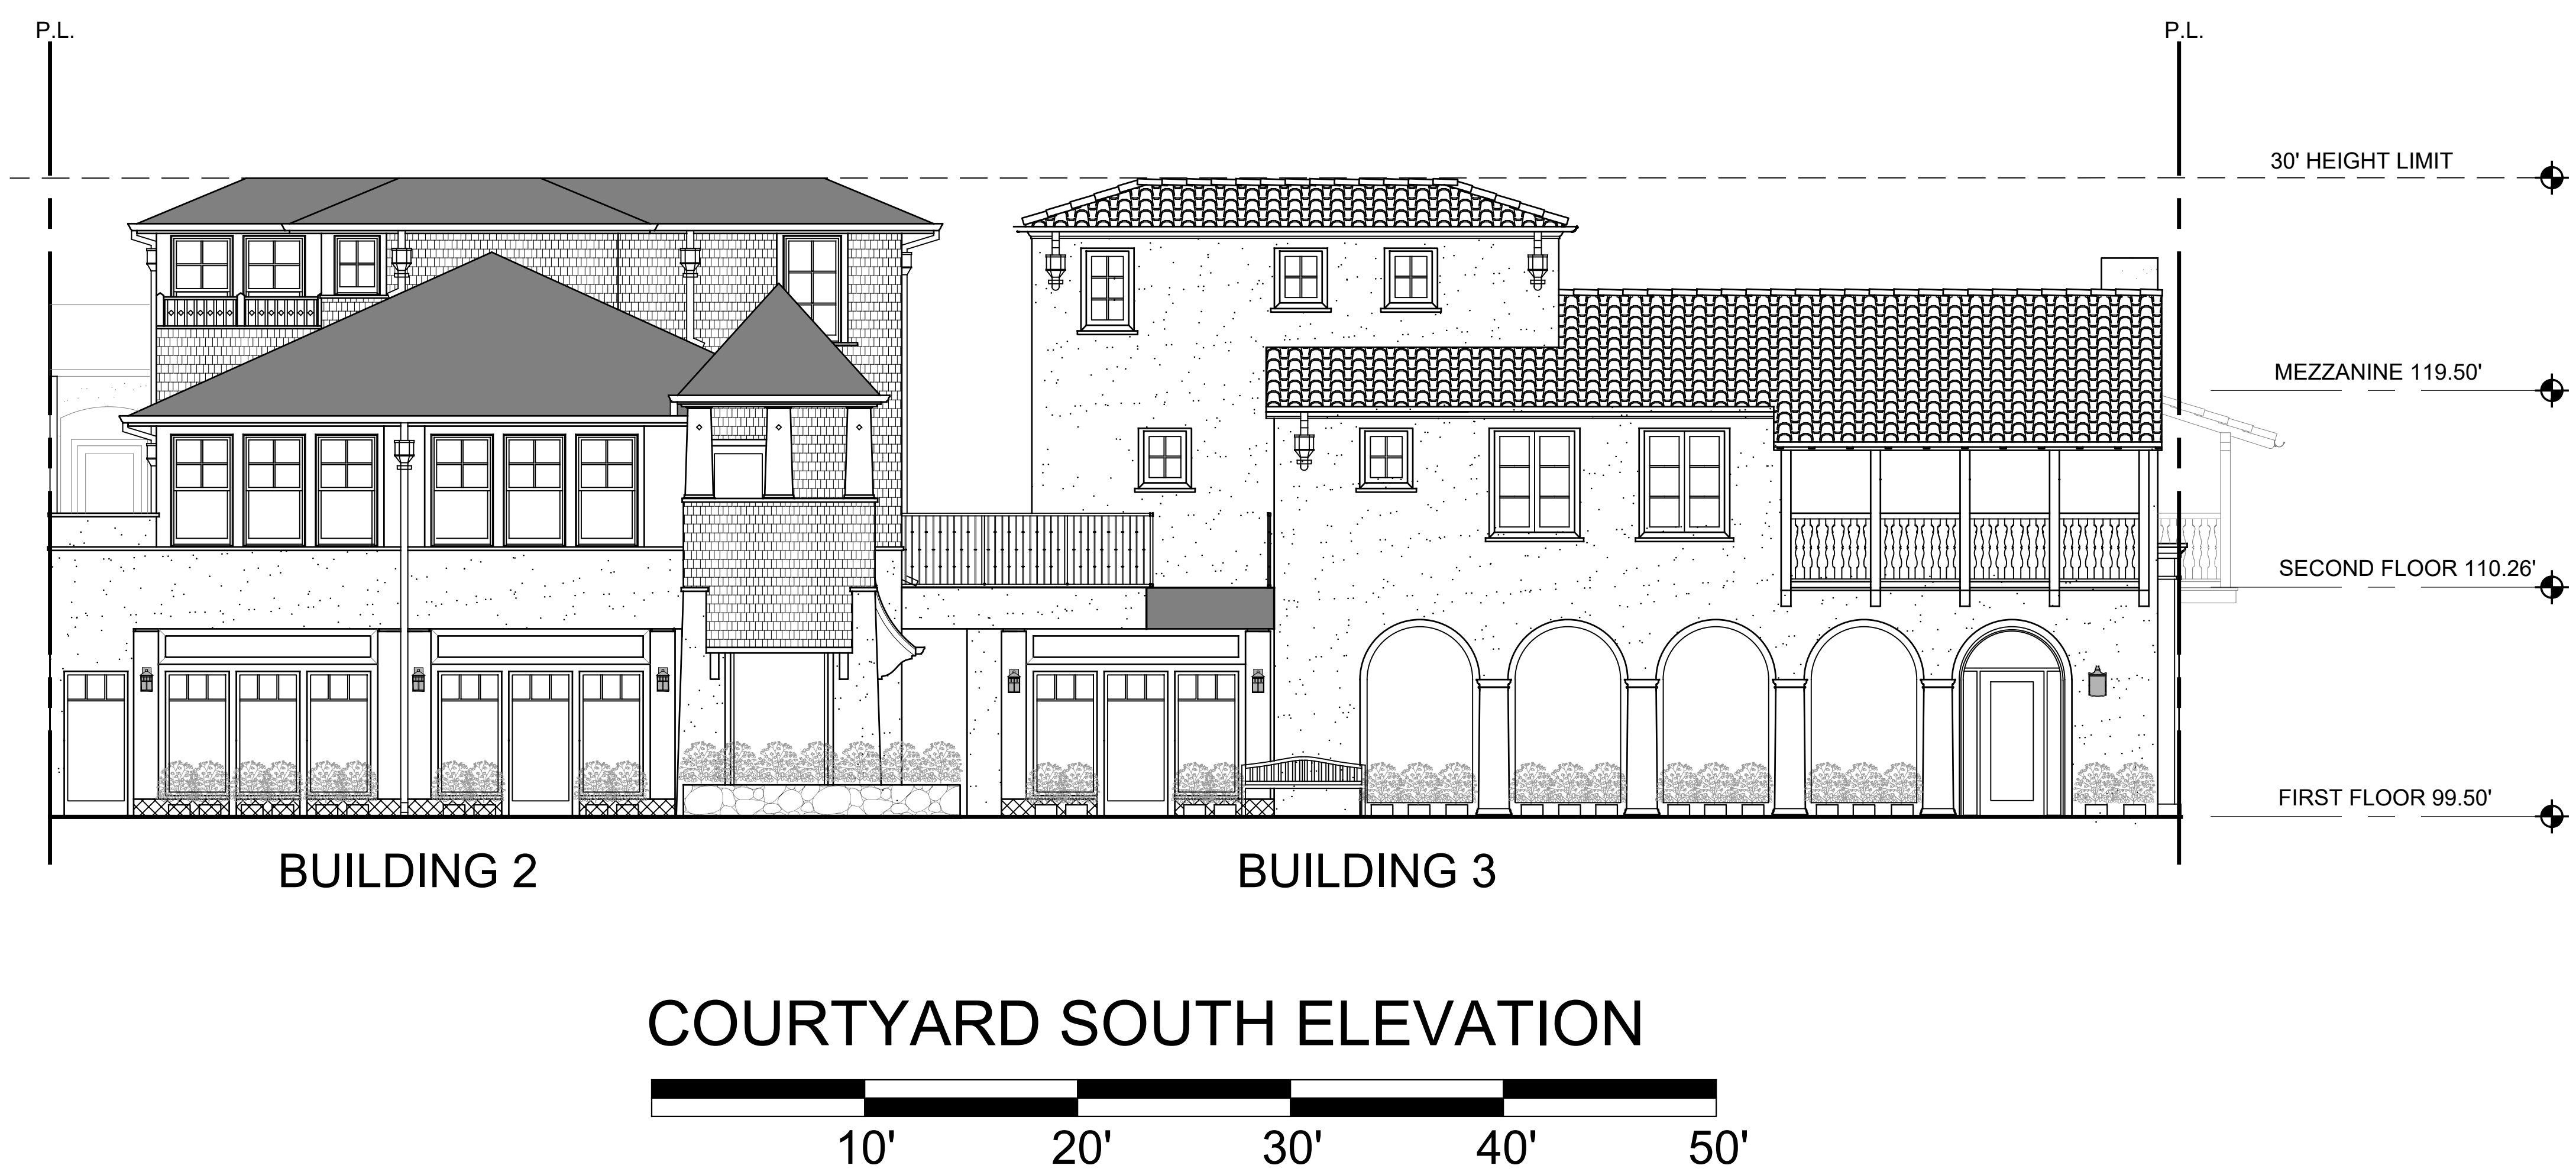 P.L.
P.L.
30' HEIGHT LIMIT
MEZZANINE 119.50'
SECOND FLOOR 110.26'
FIRST FLOOR 99.50'
BUILDING 2
BUILDING 3
COURTYARD SOUTH ELEVATION
10' 20' 30' 40' 50'